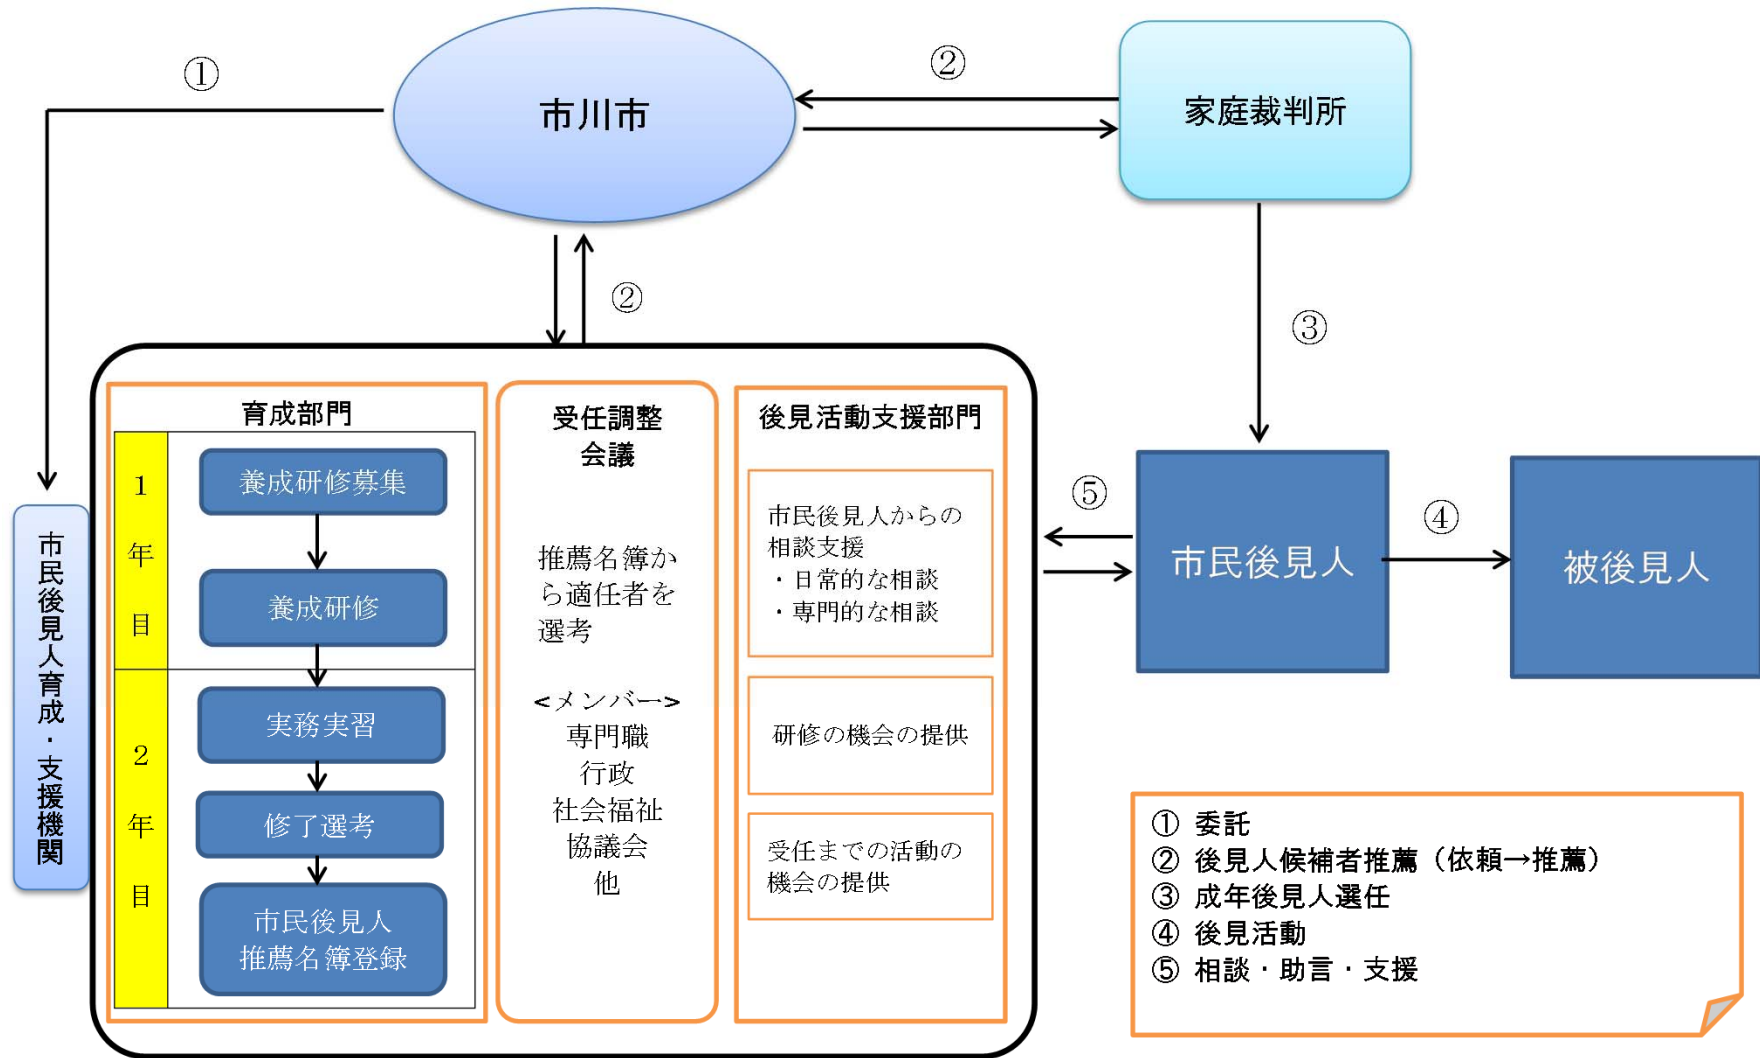 ①
市川市
②
家庭裁判所
②
③
育成部門
1
年
目
養成研修募集
養成研修
2
年
目
実務実習
修了選考
市民後見人
推薦名簿登録
受任調整
会議
推薦名簿か
ら適任者を
選考
<メンバー>
専門職
行政
社会福祉
協議会
他
後見活動支援部門
市民後見人からの
相談支援
・日常的な相談
・専門的な相談
研修の機会の提供
受任までの活動の
機会の提供
市民後見人育成・支援機関
⑤
市民後見人
④
被後見人
① 委託
② 後見人候補者推薦（依頼→推薦）
③ 成年後見人選任
④ 後見活動
⑤ 相談・助言・支援